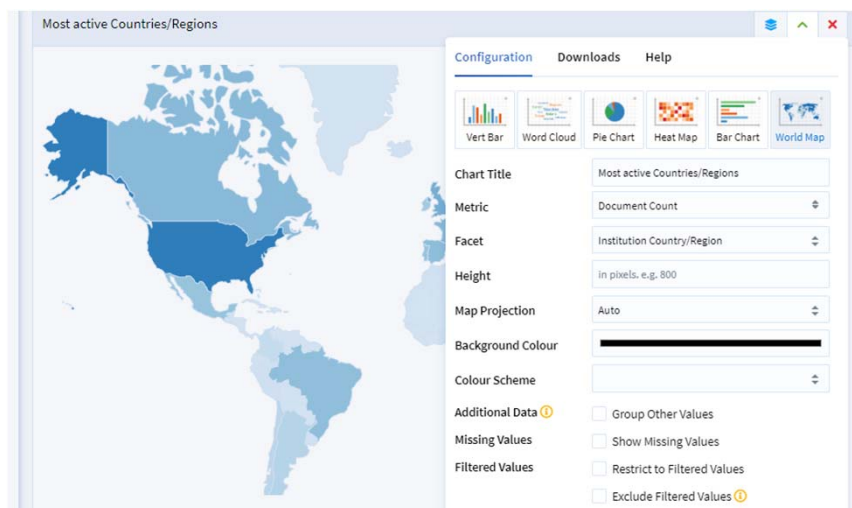 Most active Countries/Regions
Configuration Downloads Help
Vert Bar Word Cloud Pie Chart Heat Map Bar Chart World Map
Chart Title Most active Countries/Regions
Metric Document Count
Facet Institution Country/Region
Height in pixels. e.g. 800
Map Projection Auto
Background Colour
Colour Scheme
Additional Data Group Other Values
Missing Values Show Missing Values
Filtered Values Restrict to Filtered Values
Exclude Filtered Values